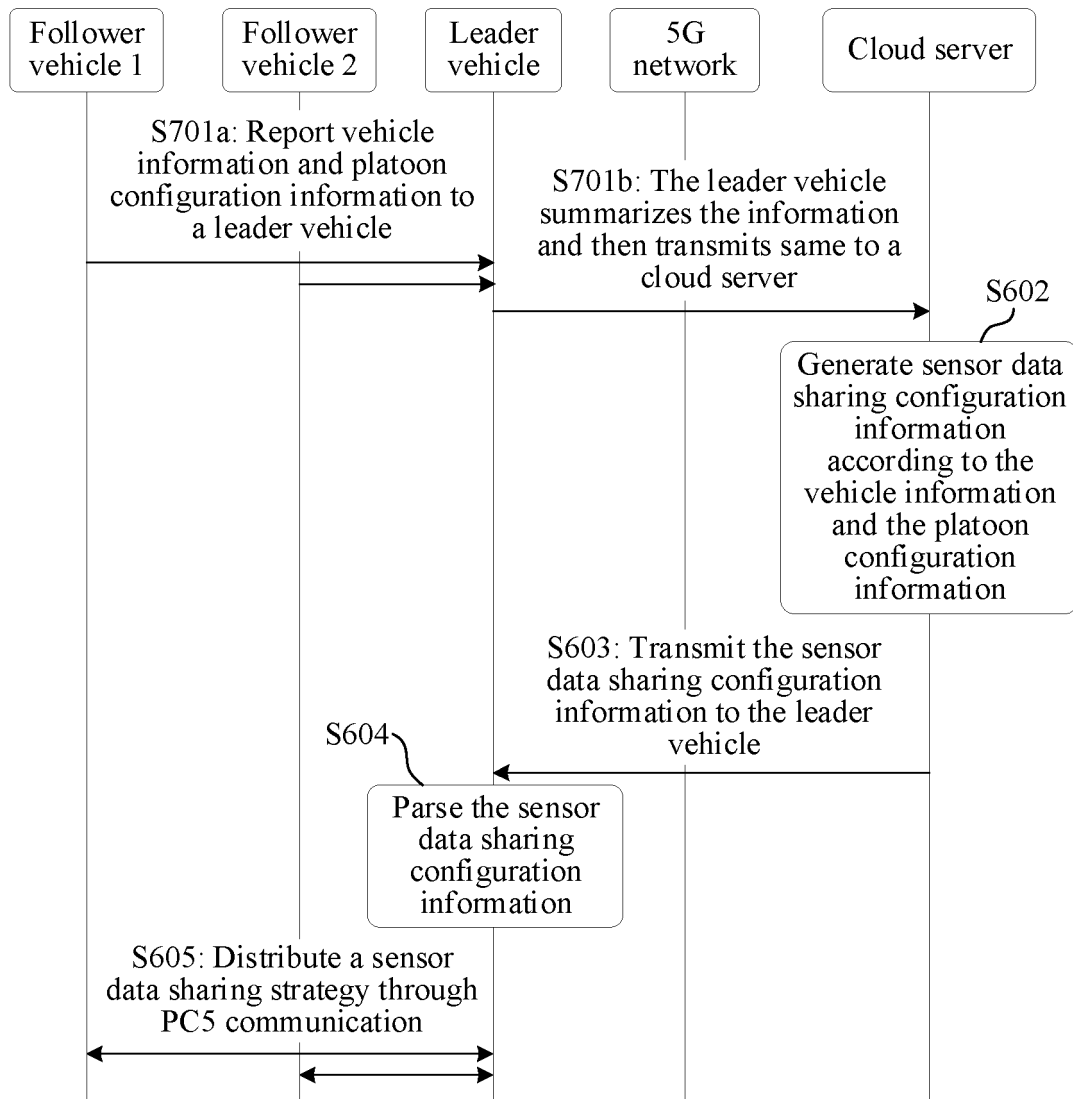 Follower
vehicle 1
Follower
vehicle 2
Leader
vehicle
5G
network
Cloud server
S701a: Report vehicle
information and platoon
configuration information to
a leader vehicle
S701b: The leader vehicle
summarizes the information
and then transmits same to a
cloud server
S602
Generate sensor data
sharing configuration
information
according to the
vehicle information
and the platoon
configuration
information
S603: Transmit the sensor
data sharing configuration
information to the leader
vehicle
S604
Parse the sensor
data sharing
configuration
information
S605: Distribute a sensor
data sharing strategy through
PC5 communication